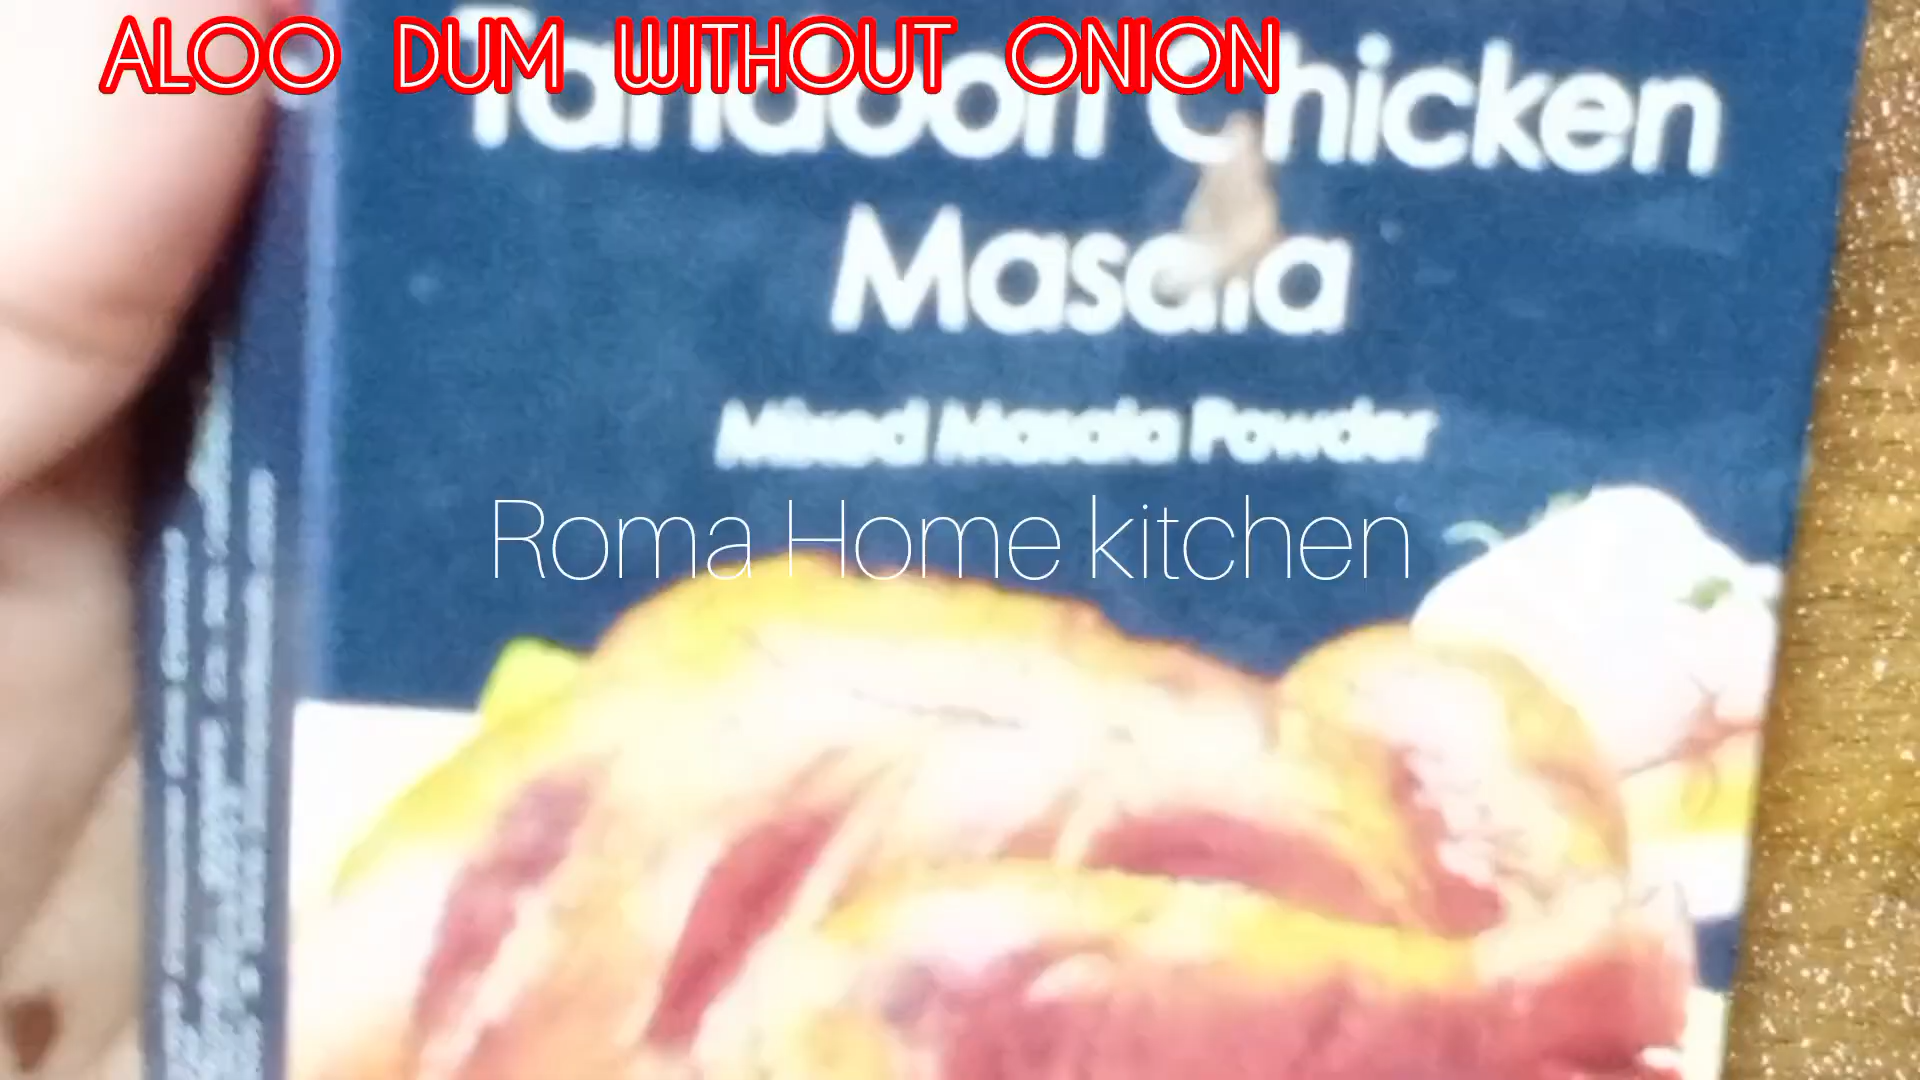 ALOO DUM WITHOUT ONION
Tandoori Chicken
Masala
Mixed Masala Powder
Roma Home kitchen